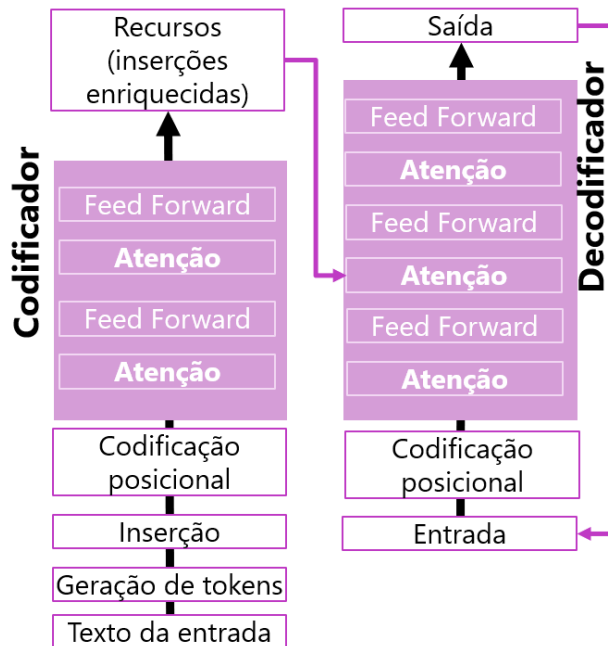 Recursos
(inserções
enriquecidas)
Codificador
Feed Forward
Atenção
Feed Forward
Atenção
Codificação
posicional
Inserção
Geração de tokens
Texto da entrada
Saída
Decodificador
Feed Forward
Atenção
Feed Forward
Atenção
Feed Forward
Atenção
Codificação
posicional
Entrada